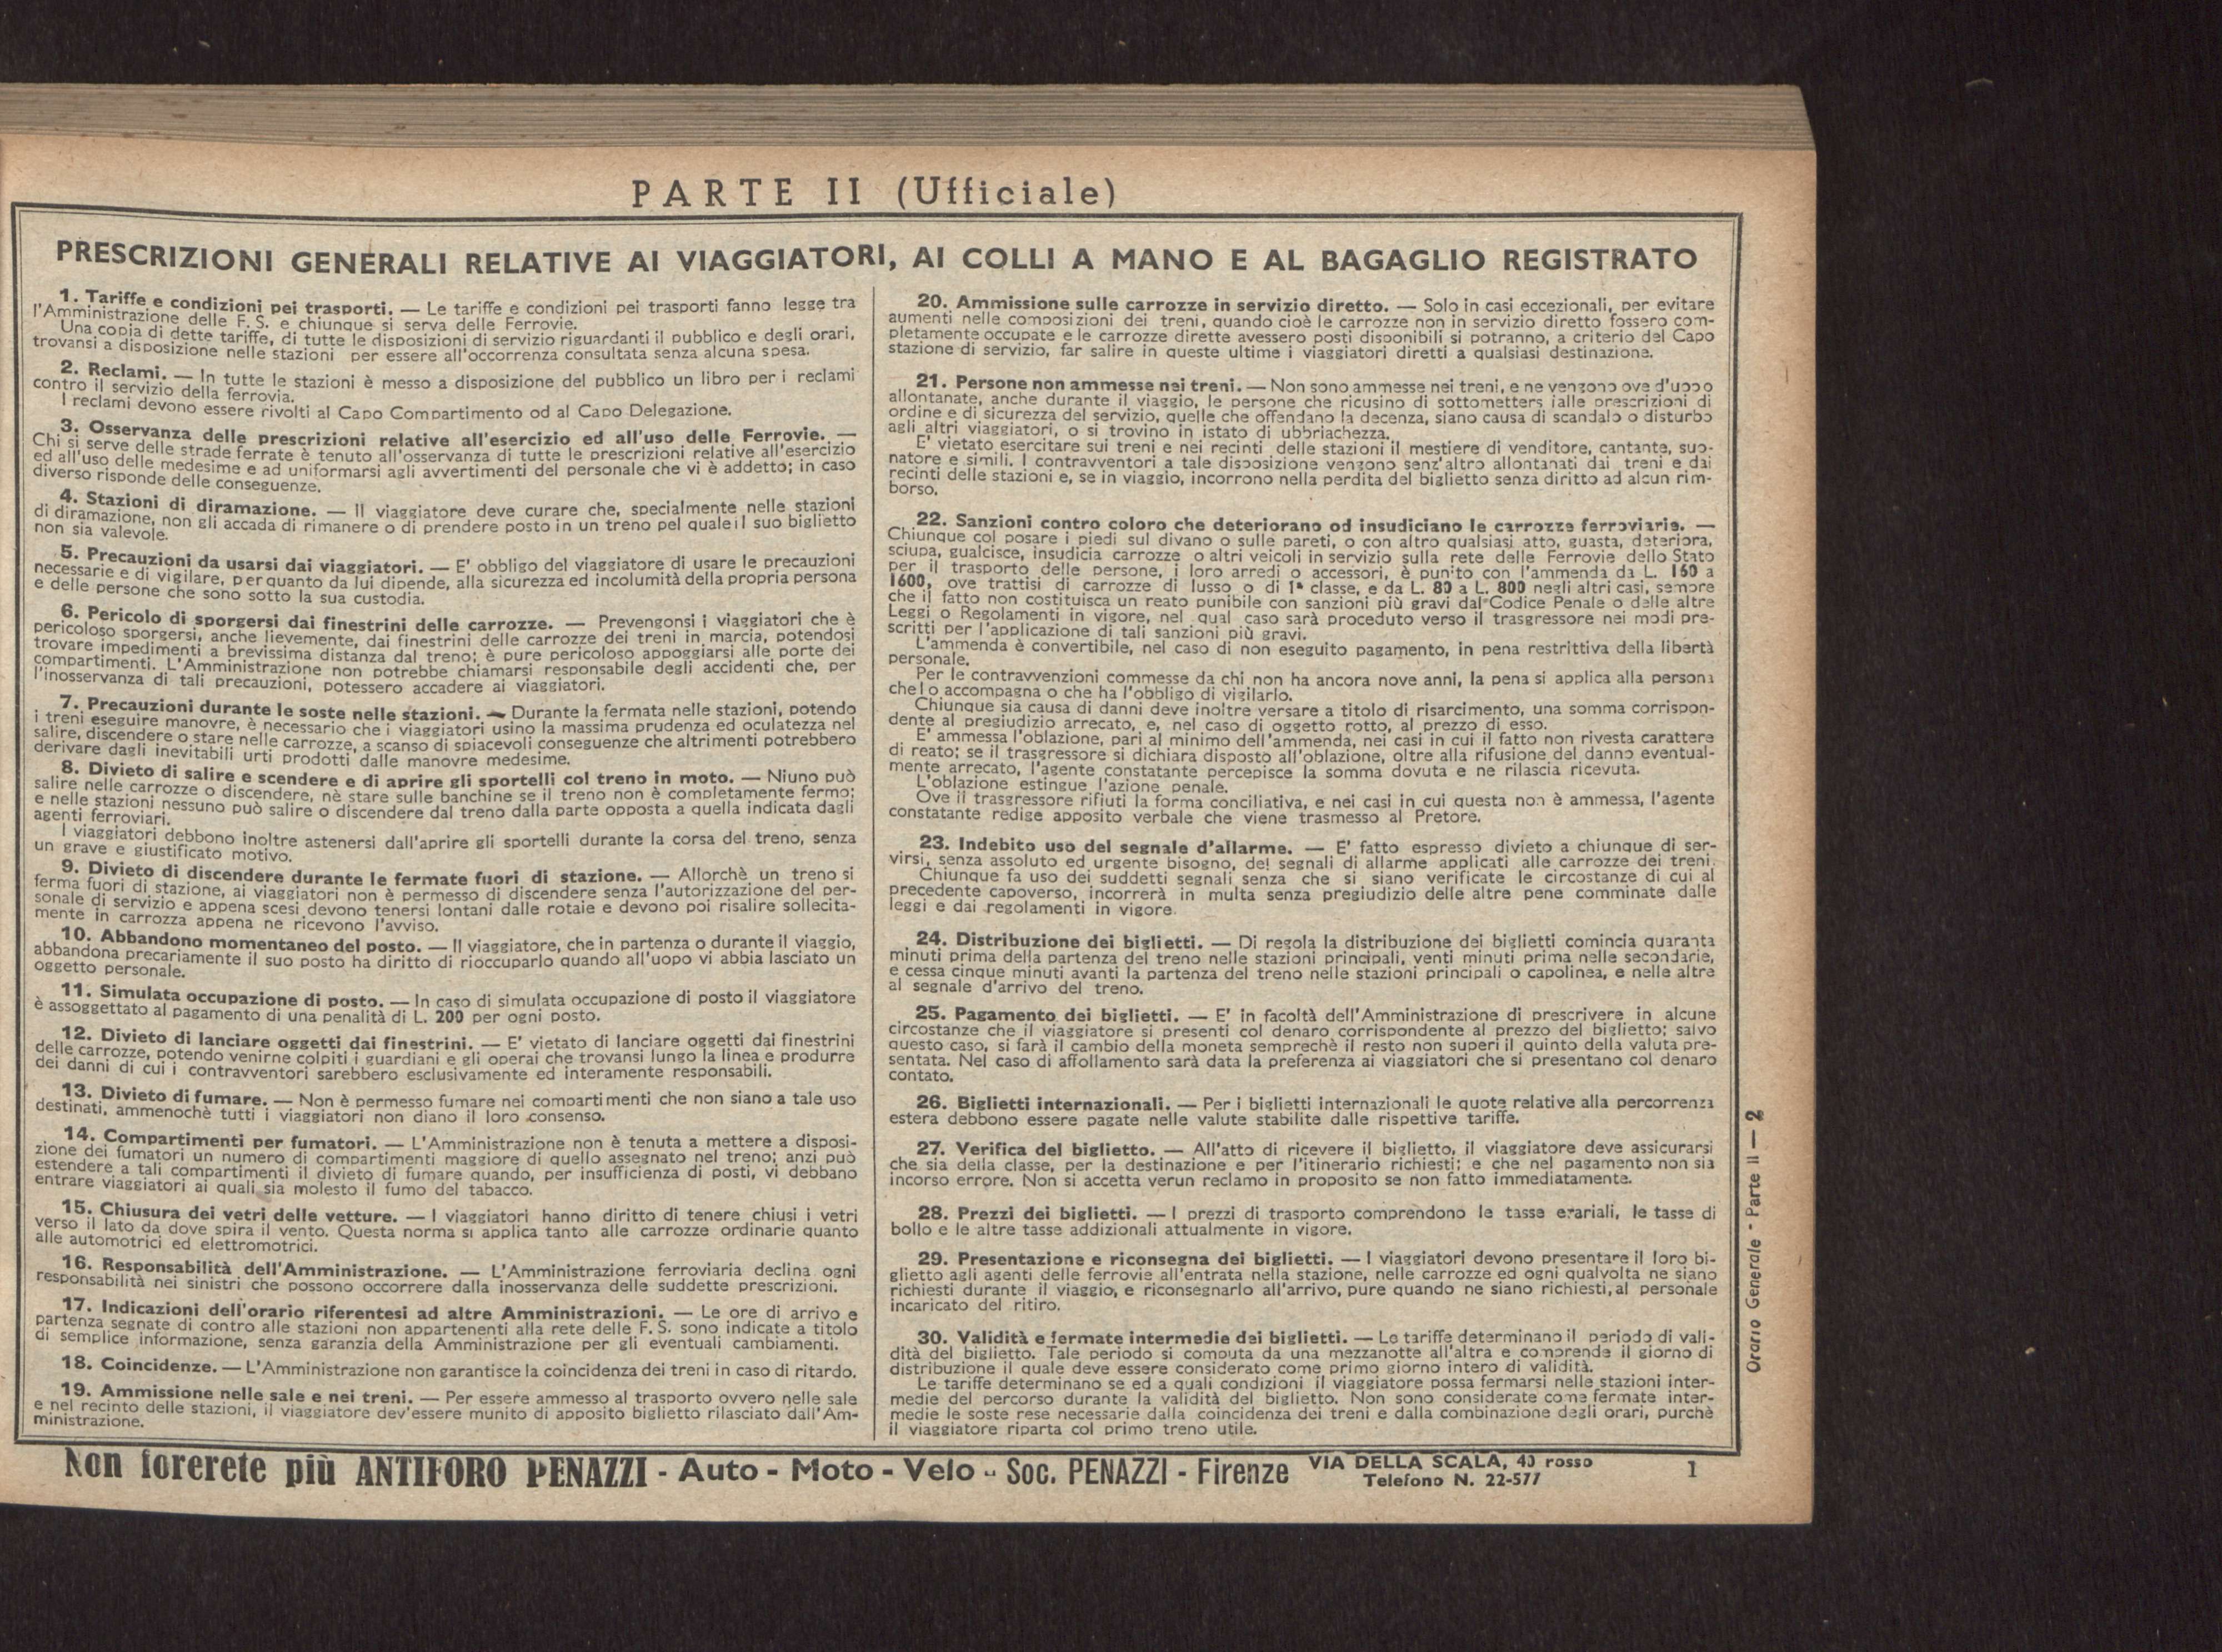 PARTE II (Ufficiale)
PRESCRIZIONI GENERALI RELATIVE AI VIAGGIATORI, AI COLLI A MANO E AL BAGAGLIO REGISTRATO
1. Tariffe e condizioni pei trasporti. — Le tariffe e condizioni pei trasporti fanno legge tra
l'Amministrazione delle F. S. e chiunque si serva delle Ferrovie.
Una copia di dette tariffe, di tutte le disposizioni di servizio riguardanti il pubblico e degli orari,
trovansi a disposizione nelle stazioni per essere all'occorrenza consultata senza alcuna spesa.
2. Reclami. — In tutte le stazioni è messo a disposizione del pubblico un libro per i reclami
contro il servizio della ferrovia.
I reclami devono essere rivolti al Capo Compartimento od al Capo Delegazione.
3. Osservanza delle prescrizioni relative all'esercizio ed all'uso delle Ferrovie. —
Chi si serve delle strade ferrate è tenuto all'osservanza di tutte le prescrizioni relative all'esercizio
ed all'uso delle medesime e ad uniformarsi agli avvertimenti del personale che vi è addetto; in caso
diverso risponde delle conseguenze.
4. Stazioni di diramazione. — Il viaggiatore deve curare che, specialmente nelle stazioni
di diramazione, non gli accada di rimanere o di prendere posto in un treno pel quale il suo biglietto
non sia valevole.
5. Precauzioni da usarsi dai viaggiatori. — E' obbligo del viaggiatore di usare le precauzioni
necessarie e di vigilare, per quanto da lui dipende, alla sicurezza ed incolumità della propria persona
e delle persone che sono sotto la sua custodia.
6. Pericolo di sporgersi dai finestrini delle carrozze. — Prevengonsi i viaggiatori che è
pericoloso sporgersi, anche lievemente, dai finestrini delle carrozze dei treni in marcia, potendosi
trovare impedimenti a brevissima distanza dal treno; è pure pericoloso appoggiarsi alle porte dei
compartimenti. L'Amministrazione non potrebbe chiamarsi responsabile degli accidenti che, per
l'inosservanza di tali precauzioni, potessero accadere ai viaggiatori.
7. Precauzioni durante le soste nelle stazioni. — Durante la fermata nelle stazioni, potendo
i treni eseguire manovre, è necessario che i viaggiatori usino la massima prudenza ed oculatezza nel
salire, discendere o stare nelle carrozze, a scanso di spiacevoli conseguenze che altrimenti potrebbero
derivare dagli inevitabili urti prodotti dalle manovre medesime.
8. Divieto di salire e scendere e di aprire gli sportelli col treno in moto. — Niuno può
salire nelle carrozze o discendere, nè stare sulle banchine se il treno non è completamente fermo;
e nelle stazioni nessuno può salire o discendere dal treno dalla parte opposta a quella indicata dagli
agenti ferroviari.
I viaggiatori debbono inoltre astenersi dall'aprire gli sportelli durante la corsa del treno, senza
un grave e giustificato motivo.
9. Divieto di discendere durante le fermate fuori di stazione. — Allorchè un treno si
ferma fuori di stazione, ai viaggiatori non è permesso di discendere senza l'autorizzazione del per-
sonale di servizio e appena scesi devono tenersi lontani dalle rotaie e devono poi risalire sollecita-
mente in carrozza appena ne ricevono l'avviso.
10. Abbandono momentaneo del posto. — Il viaggiatore, che in partenza o durante il viaggio,
abbandona precariamente il suo posto ha diritto di rioccuparlo quando all'uopo vi abbia lasciato un
oggetto personale.
11. Simulata occupazione di posto. — In caso di simulata occupazione di posto il viaggiatore
è assoggettato al pagamento di una penalità di L. 200 per ogni posto.
12. Divieto di lanciare oggetti dai finestrini. — E' vietato di lanciare oggetti dai finestrini
delle carrozze, potendo venirne colpiti i guardiani e gli operai che trovansi lungo la linea e produrre
dei danni di cui i contravventori sarebbero esclusivamente ed interamente responsabili.
13. Divieto di fumare. — Non è permesso fumare nei compartimenti che non siano a tale uso
destinati, ammenochè tutti i viaggiatori non diano il loro consenso.
14. Compartimenti per fumatori. — L'Amministrazione non è tenuta a mettere a disposi-
zione dei fumatori un numero di compartimenti maggiore di quello assegnato nel treno; anzi può
estendere a tali compartimenti il divieto di fumare quando, per insufficienza di posti, vi debbano
entrare viaggiatori ai quali sia molesto il fumo del tabacco.
15. Chiusura dei vetri delle vetture. — I viaggiatori hanno diritto di tenere chiusi i vetri
verso il lato da dove spira il vento. Questa norma si applica tanto alle carrozze ordinarie quanto
alle automotrici ed elettromotrici.
16. Responsabilità dell'Amministrazione. — L'Amministrazione ferroviaria declina ogni
responsabilità nei sinistri che possono occorrere dalla inosservanza delle suddette prescrizioni.
17. Indicazioni dell'orario riferentesi ad altre Amministrazioni. — Le ore di arrivo e
partenza segnate di contro alle stazioni non appartenenti alla rete delle F. S. sono indicate a titolo
di semplice informazione, senza garanzia della Amministrazione per gli eventuali cambiamenti.
18. Coincidenze. — L'Amministrazione non garantisce la coincidenza dei treni in caso di ritardo.
19. Ammissione nelle sale e nei treni. — Per essere ammesso al trasporto ovvero nelle sale
e nel recinto delle stazioni, il viaggiatore dev'essere munito di apposito biglietto rilasciato dall'Am-
ministrazione.
20. Ammissione sulle carrozze in servizio diretto. — Solo in casi eccezionali, per evitare
aumenti nelle composizioni dei treni, quando cioè le carrozze non in servizio diretto fossero com-
pletamente occupate e le carrozze dirette avessero posti disponibili si potranno, a criterio del Capo
stazione di servizio, far salire in queste ultime i viaggiatori diretti a qualsiasi destinazione.
21. Persone non ammesse nei treni. — Non sono ammesse nei treni, e ne vengono ove d'uopo
allontanate, anche durante il viaggio, le persone che ricusino di sottometters ialle prescrizioni di
ordine e di sicurezza del servizio, quelle che offendano la decenza, siano causa di scandalo o disturbo
agli altri viaggiatori, o si trovino in istato di ubbriachezza.
E' vietato esercitare sui treni e nei recinti delle stazioni il mestiere di venditore, cantante, suo-
natore e simili. I contravventori a tale disposizione vengono senz'altro allontanati dai treni e dai
recinti delle stazioni e, se in viaggio, incorrono nella perdita del biglietto senza diritto ad alcun rim-
borso.
22. Sanzioni contro coloro che deteriorano od insudiciano le carrozze ferroviarie. —
Chiunque col posare i piedi sul divano o sulle pareti, o con altro qualsiasi atto, guasta, deteriora,
sciupa, gualcisce, insudicia carrozze o altri veicoli in servizio sulla rete delle Ferrovie dello Stato
per il trasporto delle persone, i loro arredi o accessori, è punito con l'ammenda da L. 160 a
1600, ove trattisi di carrozze di lusso o di 1ª classe, e da L. 80 a L. 800 negli altri casi, sempre
che il fatto non costituisca un reato punibile con sanzioni più gravi dal Codice Penale o dalle altre
Leggi o Regolamenti in vigore, nel qual caso sarà proceduto verso il trasgressore nei modi pre-
scritti per l'applicazione di tali sanzioni più gravi.
L'ammenda è convertibile, nel caso di non eseguito pagamento, in pena restrittiva della libertà
personale.
Per le contravvenzioni commesse da chi non ha ancora nove anni, la pena si applica alla persona
che lo accompagna o che ha l'obbligo di vigilarlo.
Chiunque sia causa di danni deve inoltre versare a titolo di risarcimento, una somma corrispon-
dente al pregiudizio arrecato, e, nel caso di oggetto rotto, al prezzo di esso.
E' ammessa l'oblazione, pari al minimo dell'ammenda, nei casi in cui il fatto non rivesta carattere
di reato; se il trasgressore si dichiara disposto all'oblazione, oltre alla rifusione del danno eventual-
mente arrecato, l'agente constatante percepisce la somma dovuta e ne rilascia ricevuta.
L'oblazione estingue l'azione penale.
Ove il trasgressore rifiuti la forma conciliativa, e nei casi in cui questa non è ammessa, l'agente
constatante redige apposito verbale che viene trasmesso al Pretore.
23. Indebito uso del segnale d'allarme. — E' fatto espresso divieto a chiunque di ser-
virsi, senza assoluto ed urgente bisogno, dei segnali di allarme applicati alle carrozze dei treni.
Chiunque fa uso dei suddetti segnali senza che si siano verificate le circostanze di cui al
precedente capoverso, incorrerà in multa senza pregiudizio delle altre pene comminate dalle
leggi e dai regolamenti in vigore.
24. Distribuzione dei biglietti. — Di regola la distribuzione dei biglietti comincia quaranta
minuti prima della partenza del treno nelle stazioni principali, venti minuti prima nelle secondarie,
e cessa cinque minuti avanti la partenza del treno nelle stazioni principali o capolinea, e nelle altre
al segnale d'arrivo del treno.
25. Pagamento dei biglietti. — E' in facoltà dell'Amministrazione di prescrivere in alcune
circostanze che il viaggiatore si presenti col denaro corrispondente al prezzo del biglietto; salvo
questo caso, si farà il cambio della moneta semprechè il resto non superi il quinto della valuta pre-
sentata. Nel caso di affollamento sarà data la preferenza ai viaggiatori che si presentano col denaro
contato.
26. Biglietti internazionali. — Per i biglietti internazionali le quote relative alla percorrenza
estera debbono essere pagate nelle valute stabilite dalle rispettive tariffe.
27. Verifica del biglietto. — All'atto di ricevere il biglietto, il viaggiatore deve assicurarsi
che sia della classe, per la destinazione e per l'itinerario richiesti; e che nel pagamento non sia
incorso errore. Non si accetta verun reclamo in proposito se non fatto immediatamente.
28. Prezzi dei biglietti. — I prezzi di trasporto comprendono le tasse erariali, le tasse di
bollo e le altre tasse addizionali attualmente in vigore.
29. Presentazione e riconsegna dei biglietti. — I viaggiatori devono presentare il loro bi-
glietto agli agenti delle ferrovie all'entrata nella stazione, nelle carrozze ed ogni qualvolta ne siano
richiesti durante il viaggio, e riconsegnarlo all'arrivo, pure quando ne siano richiesti, al personale
incaricato del ritiro.
30. Validità e fermate intermedie dei biglietti. — Le tariffe determinano il periodo di vali-
dità del biglietto. Tale periodo si computa da una mezzanotte all'altra e comprende il giorno di
distribuzione il quale deve essere considerato come primo giorno intero di validità.
Le tariffe determinano se ed a quali condizioni il viaggiatore possa fermarsi nelle stazioni inter-
medie del percorso durante la validità del biglietto. Non sono considerate come fermate inter-
medie le soste rese necessarie dalla coincidenza dei treni e dalla combinazione degli orari, purchè
il viaggiatore riparta col primo treno utile.
Orario Generale - Parte II — 2
Non forerete più ANTIFORO PENAZZI - Auto - Moto - Velo - Soc. PENAZZI - Firenze VIA DELLA SCALA, 40 rosso
Telefono N. 22-577
1